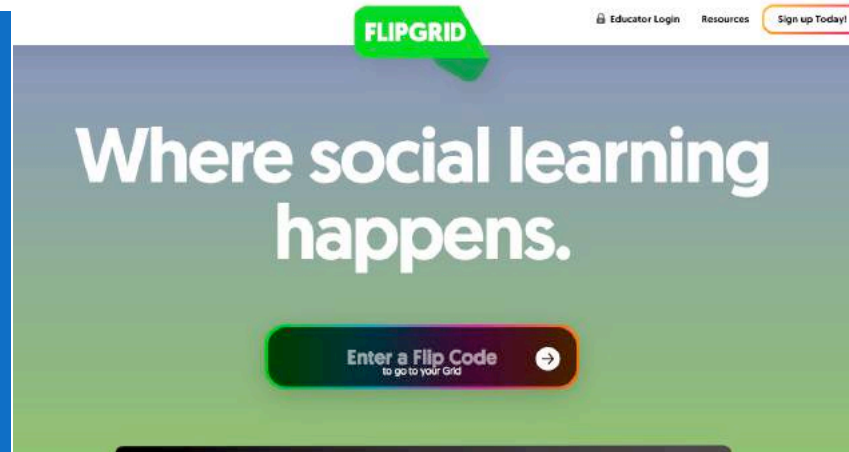 FLIPGRID
Educator Login Resources Sign up Today!
Where social learning
happens.
Enter a Flip Code
to go to your Grid